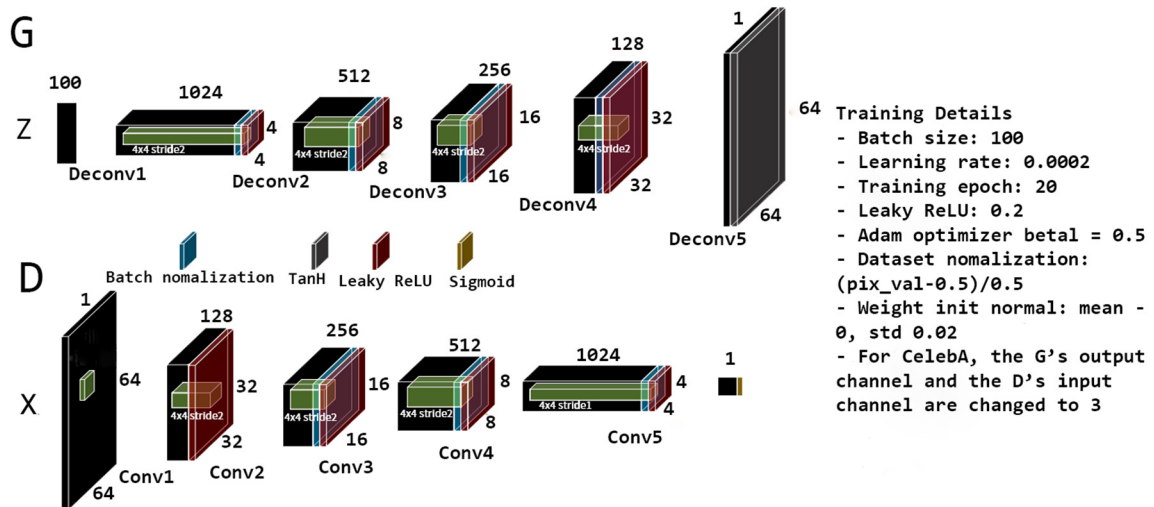 G
Z
100
1024
4
4
4x4 stride2
Deconv1
512
8
8
4x4 stride2
Deconv2
256
16
16
4x4 stride2
Deconv3
128
32
32
4x4 stride2
Deconv4
1
64
64
Deconv5
Batch nomalization
TanH
Leaky ReLU
Sigmoid
D
X
1
64
64
Conv1
128
32
32
4x4 stride2
Conv2
256
16
16
4x4 stride2
Conv3
512
8
8
4x4 stride2
Conv4
1024
4
4
4x4 stride1
Conv5
1
Training Details
- Batch size: 100
- Learning rate: 0.0002
- Training epoch: 20
- Leaky ReLU: 0.2
- Adam optimizer betal = 0.5
- Dataset nomalization:
(pix_val-0.5)/0.5
- Weight init normal: mean -
0, std 0.02
- For CelebA, the G's output
channel and the D's input
channel are changed to 3